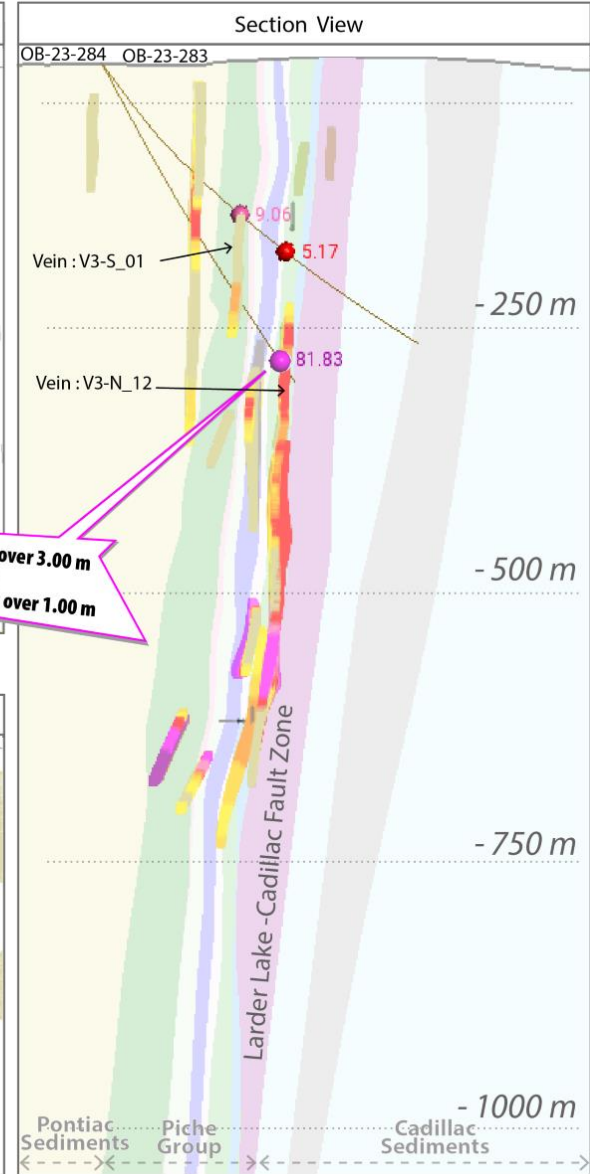 Section View
OB-23-284 OB-23-283
9.06
5.17
Vein : V3-S_01
- 250 m
81.83
Vein : V3-N_12
over 3.00 m
- 500 m
over 1.00 m
Larder Lake -Cadillac Fault Zone
- 750 m
- 1000 m
Pontiac
Sediments
Piche
Group
Cadillac
Sediments